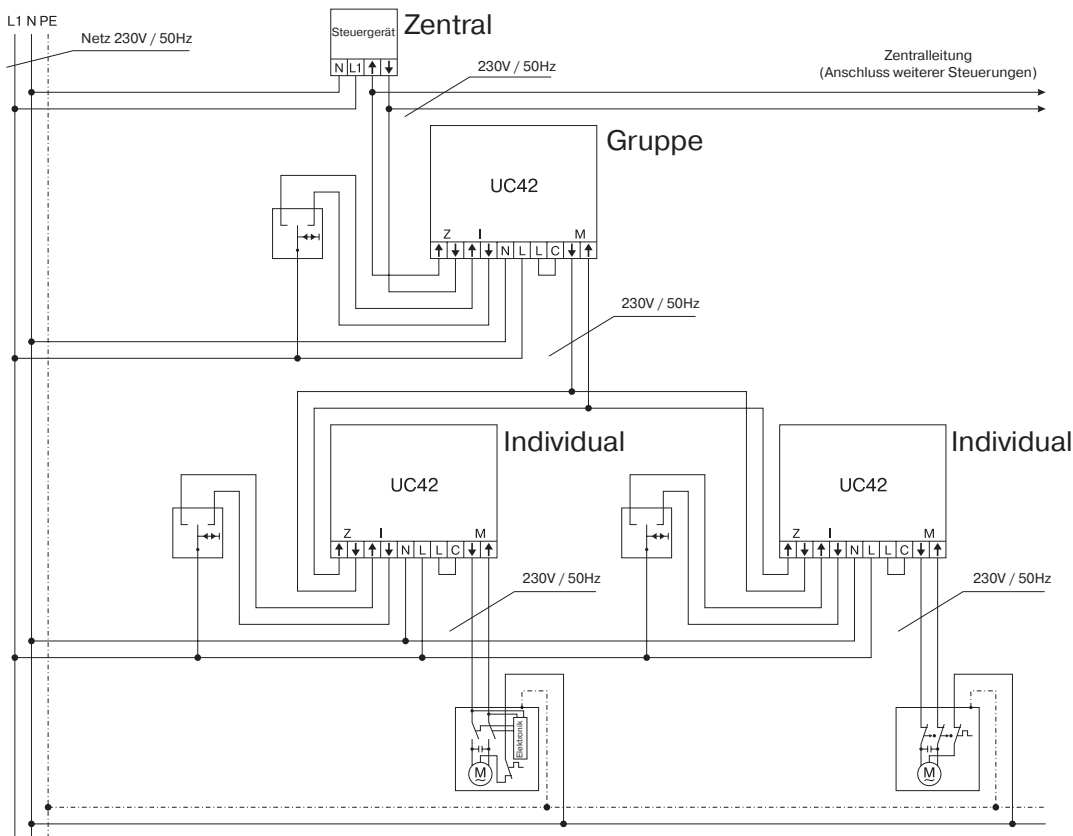 L1 N PE
Netz 230V / 50Hz
Steuergerät
Zentral
N L1 ↑ ↓
230V / 50Hz
Zentralleitung
(Anschluss weiterer Steuerungen)
Gruppe
UC42
Z I M
↑ ↓ ↑ ↓ N L L C ↓ ↑
230V / 50Hz
Individual
UC42
Z I M
↑ ↓ ↑ ↓ N L L C ↓ ↑
230V / 50Hz
Individual
UC42
Z I M
↑ ↓ ↑ ↓ N L L C ↓ ↑
230V / 50Hz
Elektronik
M
~
M
~